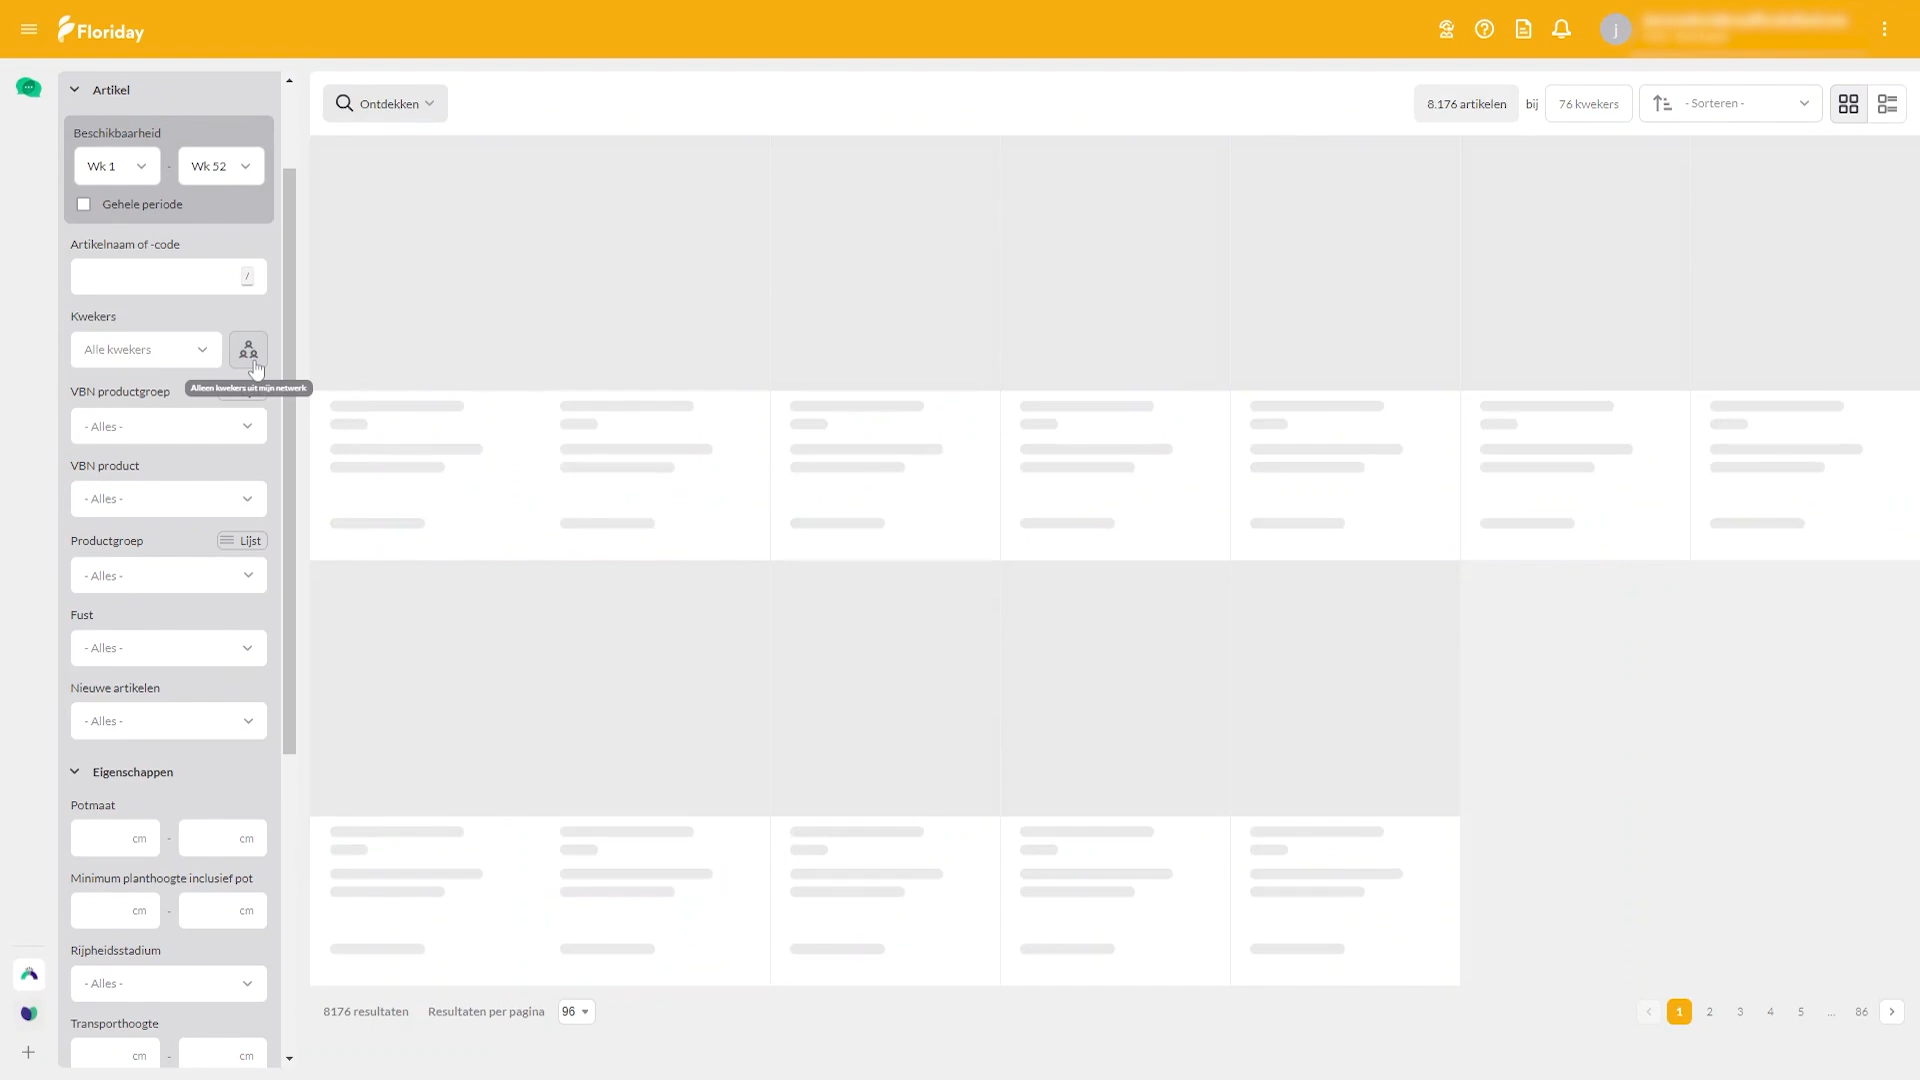 Floriday
j
Artikel
Beschikbaarheid
Wk 1
-
Wk 52
Gehele periode
Artikelnaam of -code
/
Kwekers
Alle kwekers
Alleen kwekers uit mijn netwerk
VBN productgroep
- Alles -
VBN product
- Alles -
Productgroep
Lijst
- Alles -
Fust
- Alles -
Nieuwe artikelen
- Alles -
Eigenschappen
Potmaat
cm - cm
Minimum planthoogte inclusief pot
cm - cm
Rijpheidsstadium
- Alles -
Transporthoogte
cm - cm
Ontdekken
8.176 artikelen bij 76 kwekers
- Sorteren -
8176 resultaten Resultaten per pagina 96
1 2 3 4 5 ... 86